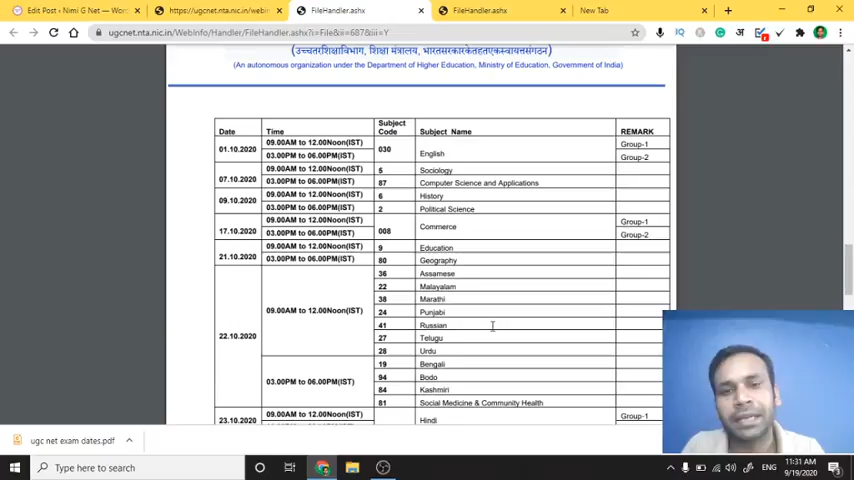 Edit Post ‹ Nimi G Net — Wor
https://ugcnet.nta.nic.in/webin
FileHandler.ashx
FileHandler.ashx
New Tab
ugcnet.nta.nic.in/WebInfo/Handler/FileHandler.ashx?i=File&ii=687&iii=Y
(उच्चतरशिक्षाविभाग, शिक्षा मंत्रालय, भारतसरकारकेतहतएकस्वायत्तसंगठन)
(An autonomous organization under the Department of Higher Education, Ministry of Education, Government of India)
Date Time Subject Code Subject Name REMARK
01.10.2020 09.00AM to 12.00Noon(IST) 030 English Group-1
03.00PM to 06.00PM(IST) Group-2
07.10.2020 09.00AM to 12.00Noon(IST) 5 Sociology
03.00PM to 06.00PM(IST) 87 Computer Science and Applications
09.10.2020 09.00AM to 12.00Noon(IST) 6 History
03.00PM to 06.00PM(IST) 2 Political Science
17.10.2020 09.00AM to 12.00Noon(IST) 008 Commerce Group-1
03.00PM to 06.00PM(IST) Group-2
21.10.2020 09.00AM to 12.00Noon(IST) 9 Education
03.00PM to 06.00PM(IST) 80 Geography
22.10.2020 09.00AM to 12.00Noon(IST) 36 Assamese
22 Malayalam
38 Marathi
24 Punjabi
41 Russian
27 Telugu
28 Urdu
03.00PM to 06.00PM(IST) 19 Bengali
94 Bodo
84 Kashmiri
81 Social Medicine & Community Health
23.10.2020 09.00AM to 12.00Noon(IST) Hindi Group-1
ugc net exam dates.pdf
Type here to search
ENG
11:31 AM
9/19/2020